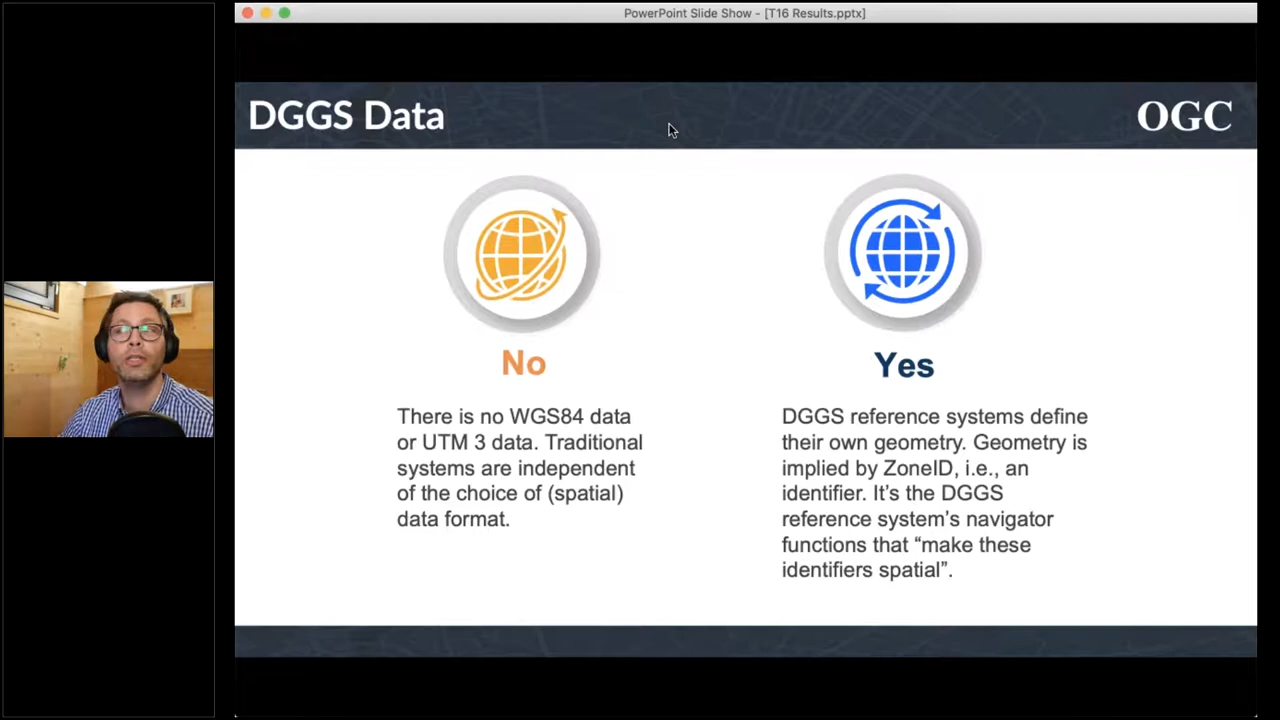 PowerPoint Slide Show - [T16 Results.pptx]
DGGS Data
OGC
No
There is no WGS84 data
or UTM 3 data. Traditional
systems are independent
of the choice of (spatial)
data format.
Yes
DGGS reference systems define
their own geometry. Geometry is
implied by ZoneID, i.e., an
identifier. It’s the DGGS
reference system’s navigator
functions that “make these
identifiers spatial”.